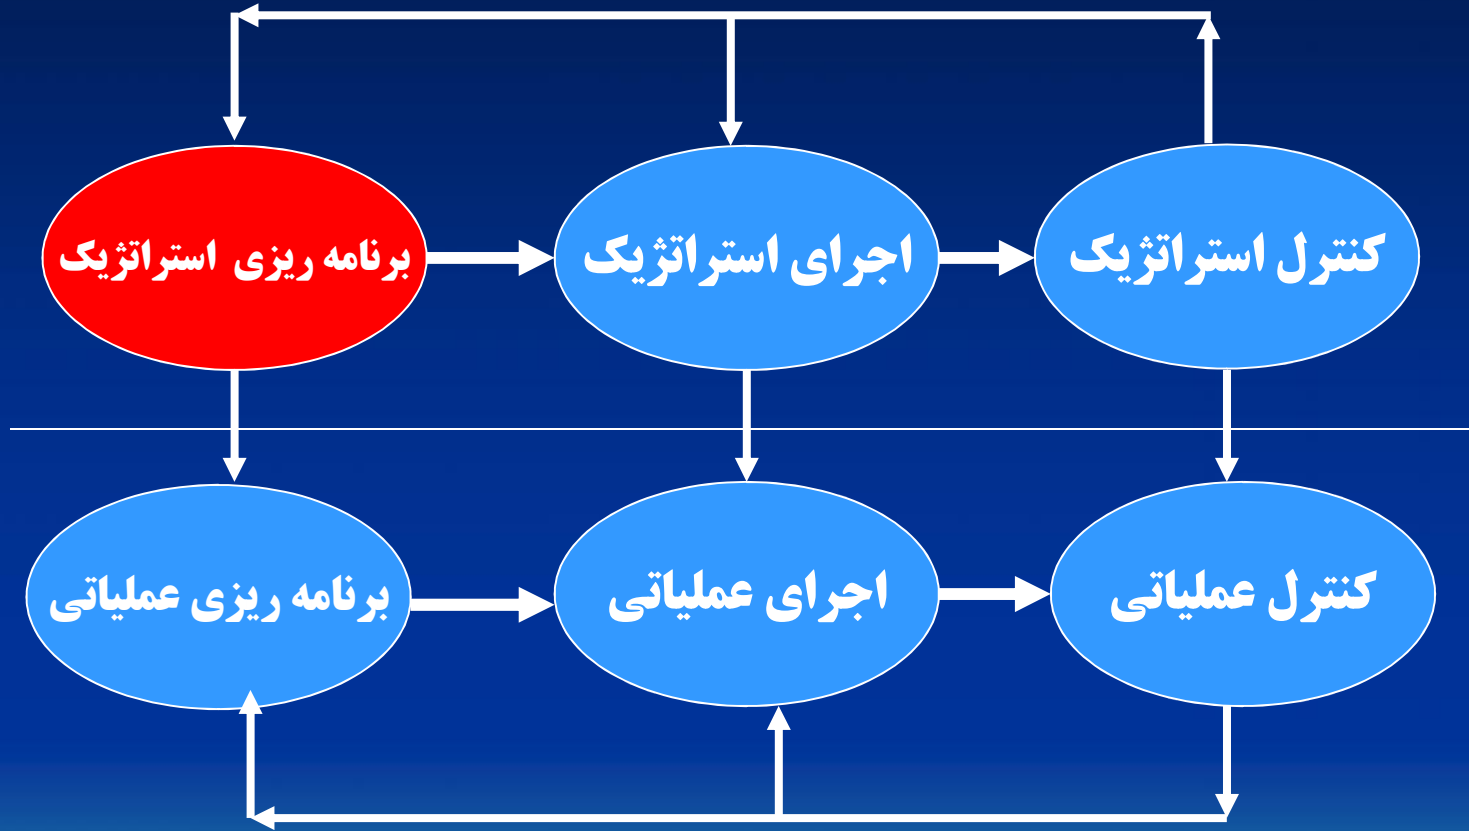 برنامه ریزی استراتژیک
اجرای استراتژیک
کنترل استراتژیک
برنامه ریزی عملیاتی
اجرای عملیاتی
کنترل عملیاتی